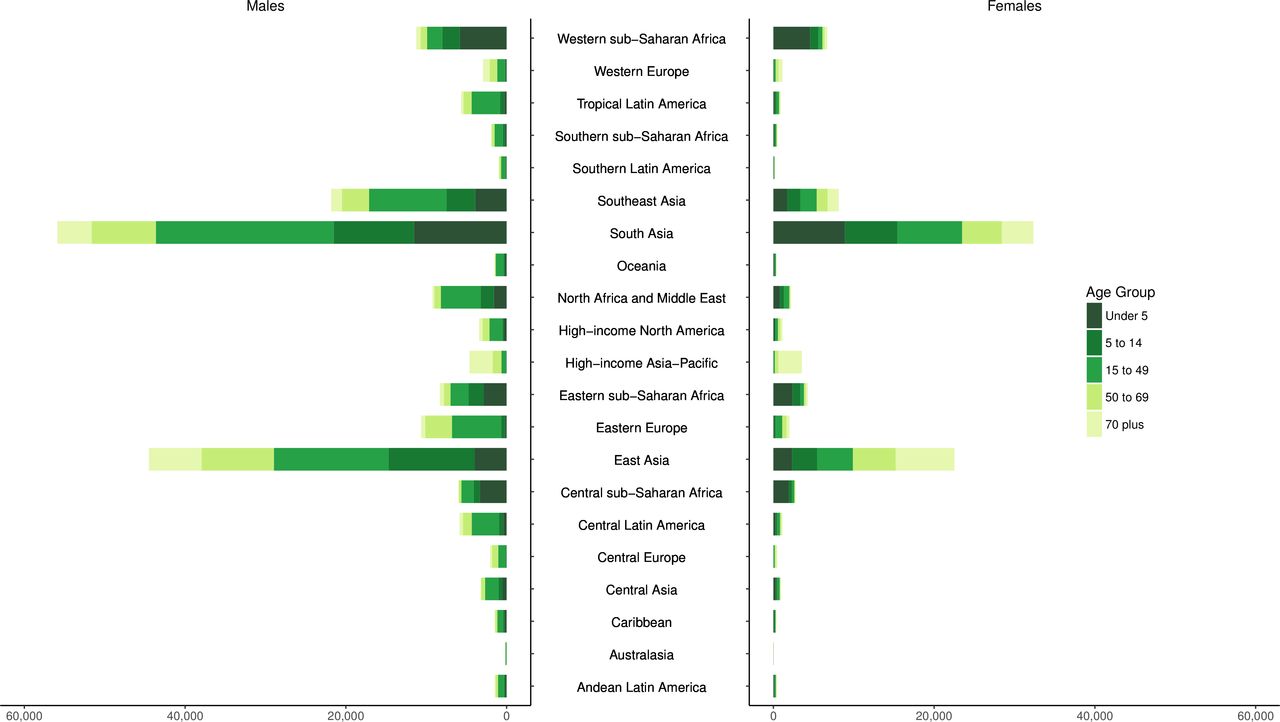 Males
Females
Western sub−Saharan Africa
Western Europe
Tropical Latin America
Southern sub−Saharan Africa
Southern Latin America
Southeast Asia
South Asia
Oceania
North Africa and Middle East
High−income North America
High−income Asia−Pacific
Eastern sub−Saharan Africa
Eastern Europe
East Asia
Central sub−Saharan Africa
Central Latin America
Central Europe
Central Asia
Caribbean
Australasia
Andean Latin America
Age Group
Under 5
5 to 14
15 to 49
50 to 69
70 plus
60,000 40,000 20,000 0
0 20,000 40,000 60,000